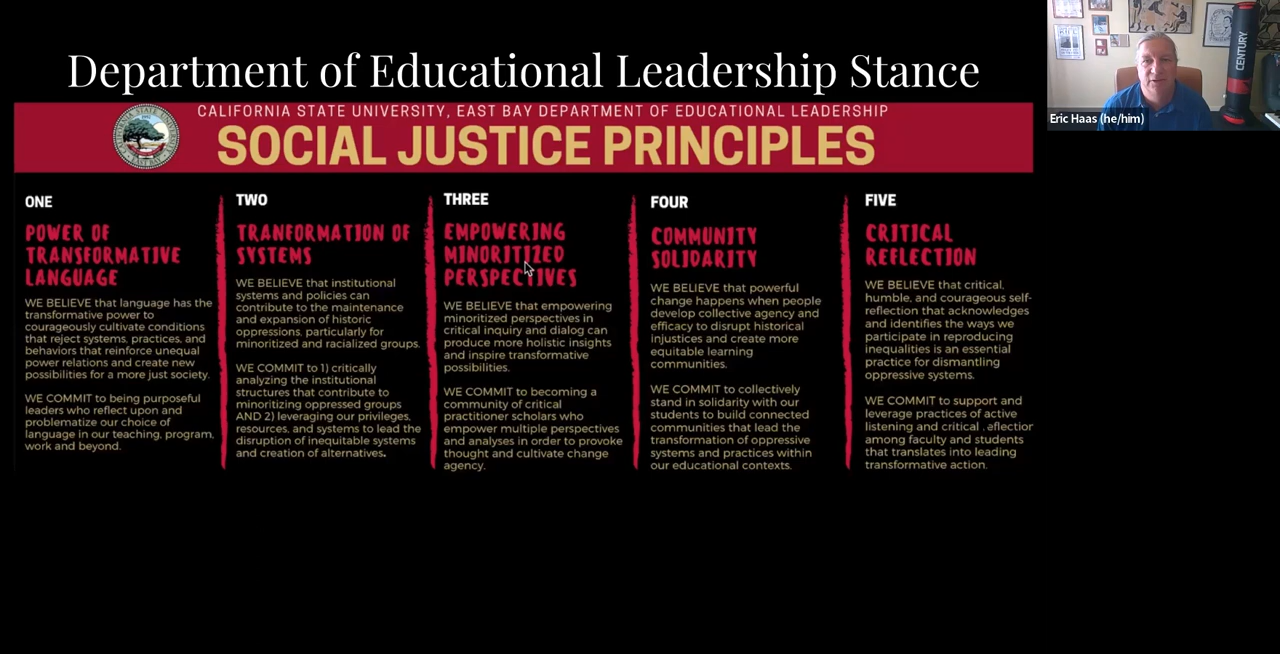 Department of Educational Leadership Stance
CALIFORNIA STATE UNIVERSITY, EAST BAY DEPARTMENT OF EDUCATIONAL LEADERSHIP
SOCIAL JUSTICE PRINCIPLES
ONE
POWER OF
TRANSFORMATIVE
LANGUAGE
WE BELIEVE that language has the
transformative power to
courageously cultivate conditions
that reject systems, practices, and
behaviors that reinforce unequal
power relations and create new
possibilities for a more just society.
WE COMMIT to being purposeful
leaders who reflect upon and
problematize our choice of
language in our teaching, program,
work and beyond.
TWO
TRANFORMATION OF
SYSTEMS
WE BELIEVE that institutional
systems and policies can
contribute to the maintenance
and expansion of historic
oppressions, particularly for
minoritized and racialized groups.
WE COMMIT to 1) critically
analyzing the institutional
structures that contribute to
minoritizing oppressed groups
AND 2) leveraging our privileges,
resources, and systems to lead the
disruption of inequitable systems
and creation of alternatives.
THREE
EMPOWERING
MINORITIZED
PERSPECTIVES
WE BELIEVE that empowering
minoritized perspectives in
critical inquiry and dialog can
produce more holistic insights
and inspire transformative
possibilities.
WE COMMIT to becoming a
community of critical
practitioner scholars who
empower multiple perspectives
and analyses in order to provoke
thought and cultivate change
agency.
FOUR
COMMUNITY
SOLIDARITY
WE BELIEVE that powerful
change happens when people
develop collective agency and
efficacy to disrupt historical
injustices and create more
equitable learning
communities.
WE COMMIT to collectively
stand in solidarity with our
students to build connected
communities that lead the
transformation of oppressive
systems and practices within
our educational contexts.
FIVE
CRITICAL
REFLECTION
WE BELIEVE that critical,
humble, and courageous self-
reflection that acknowledges
and identifies the ways we
participate in reproducing
inequalities is an essential
practice for dismantling
oppressive systems.
WE COMMIT to support and
leverage practices of active
listening and critical .eflection
among faculty and students
that translates into leading
transformative action.
Eric Haas (he/him)
CENTURY